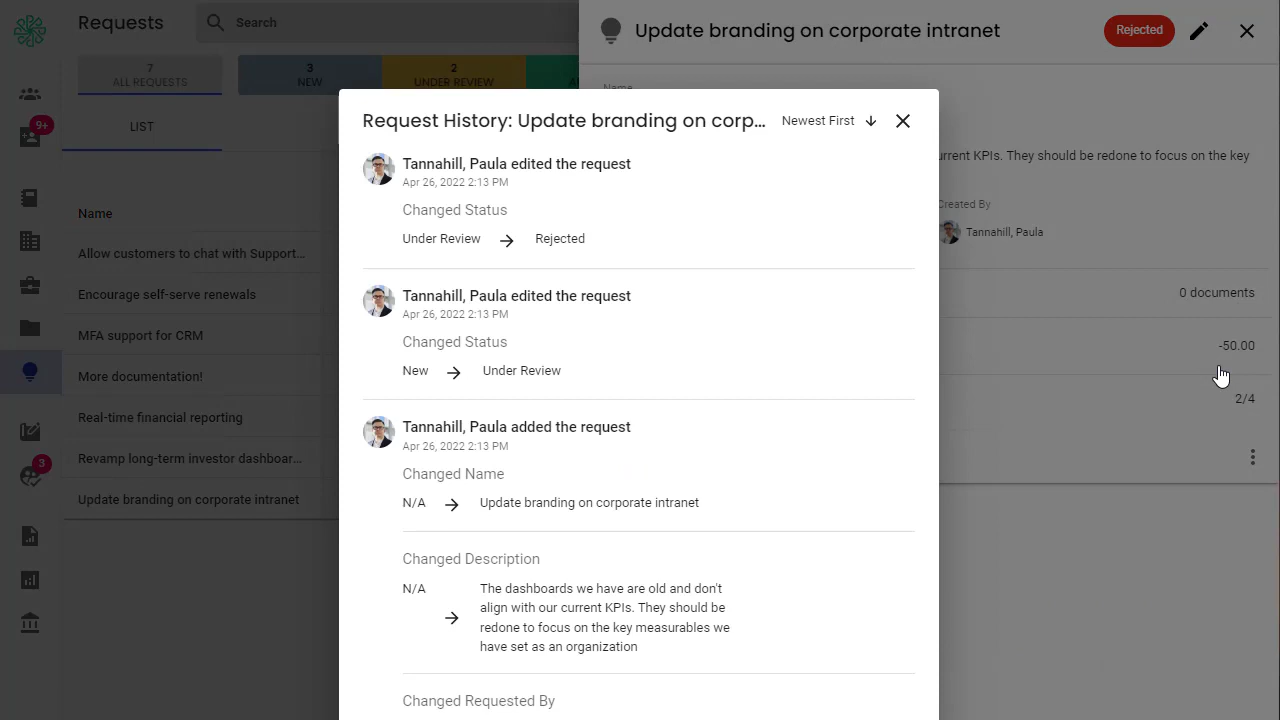 Requests
Search
7
ALL REQUESTS
3
NEW
2
UNDER REVIEW
LIST
9+
3
Name
Allow customers to chat with Support...
Encourage self-serve renewals
MFA support for CRM
More documentation!
Real-time financial reporting
Revamp long-term investor dashboar...
Update branding on corporate intranet
Update branding on corporate intranet
Rejected
Name
urrent KPIs. They should be redone to focus on the key
Created By
Tannahill, Paula
0 documents
-50.00
2/4
Request History: Update branding on corp...
Newest First
Tannahill, Paula edited the request
Apr 26, 2022 2:13 PM
Changed Status
Under Review
Rejected
Tannahill, Paula edited the request
Apr 26, 2022 2:13 PM
Changed Status
New
Under Review
Tannahill, Paula added the request
Apr 26, 2022 2:13 PM
Changed Name
N/A
Update branding on corporate intranet
Changed Description
N/A
The dashboards we have are old and don't
align with our current KPIs. They should be
redone to focus on the key measurables we
have set as an organization
Changed Requested By